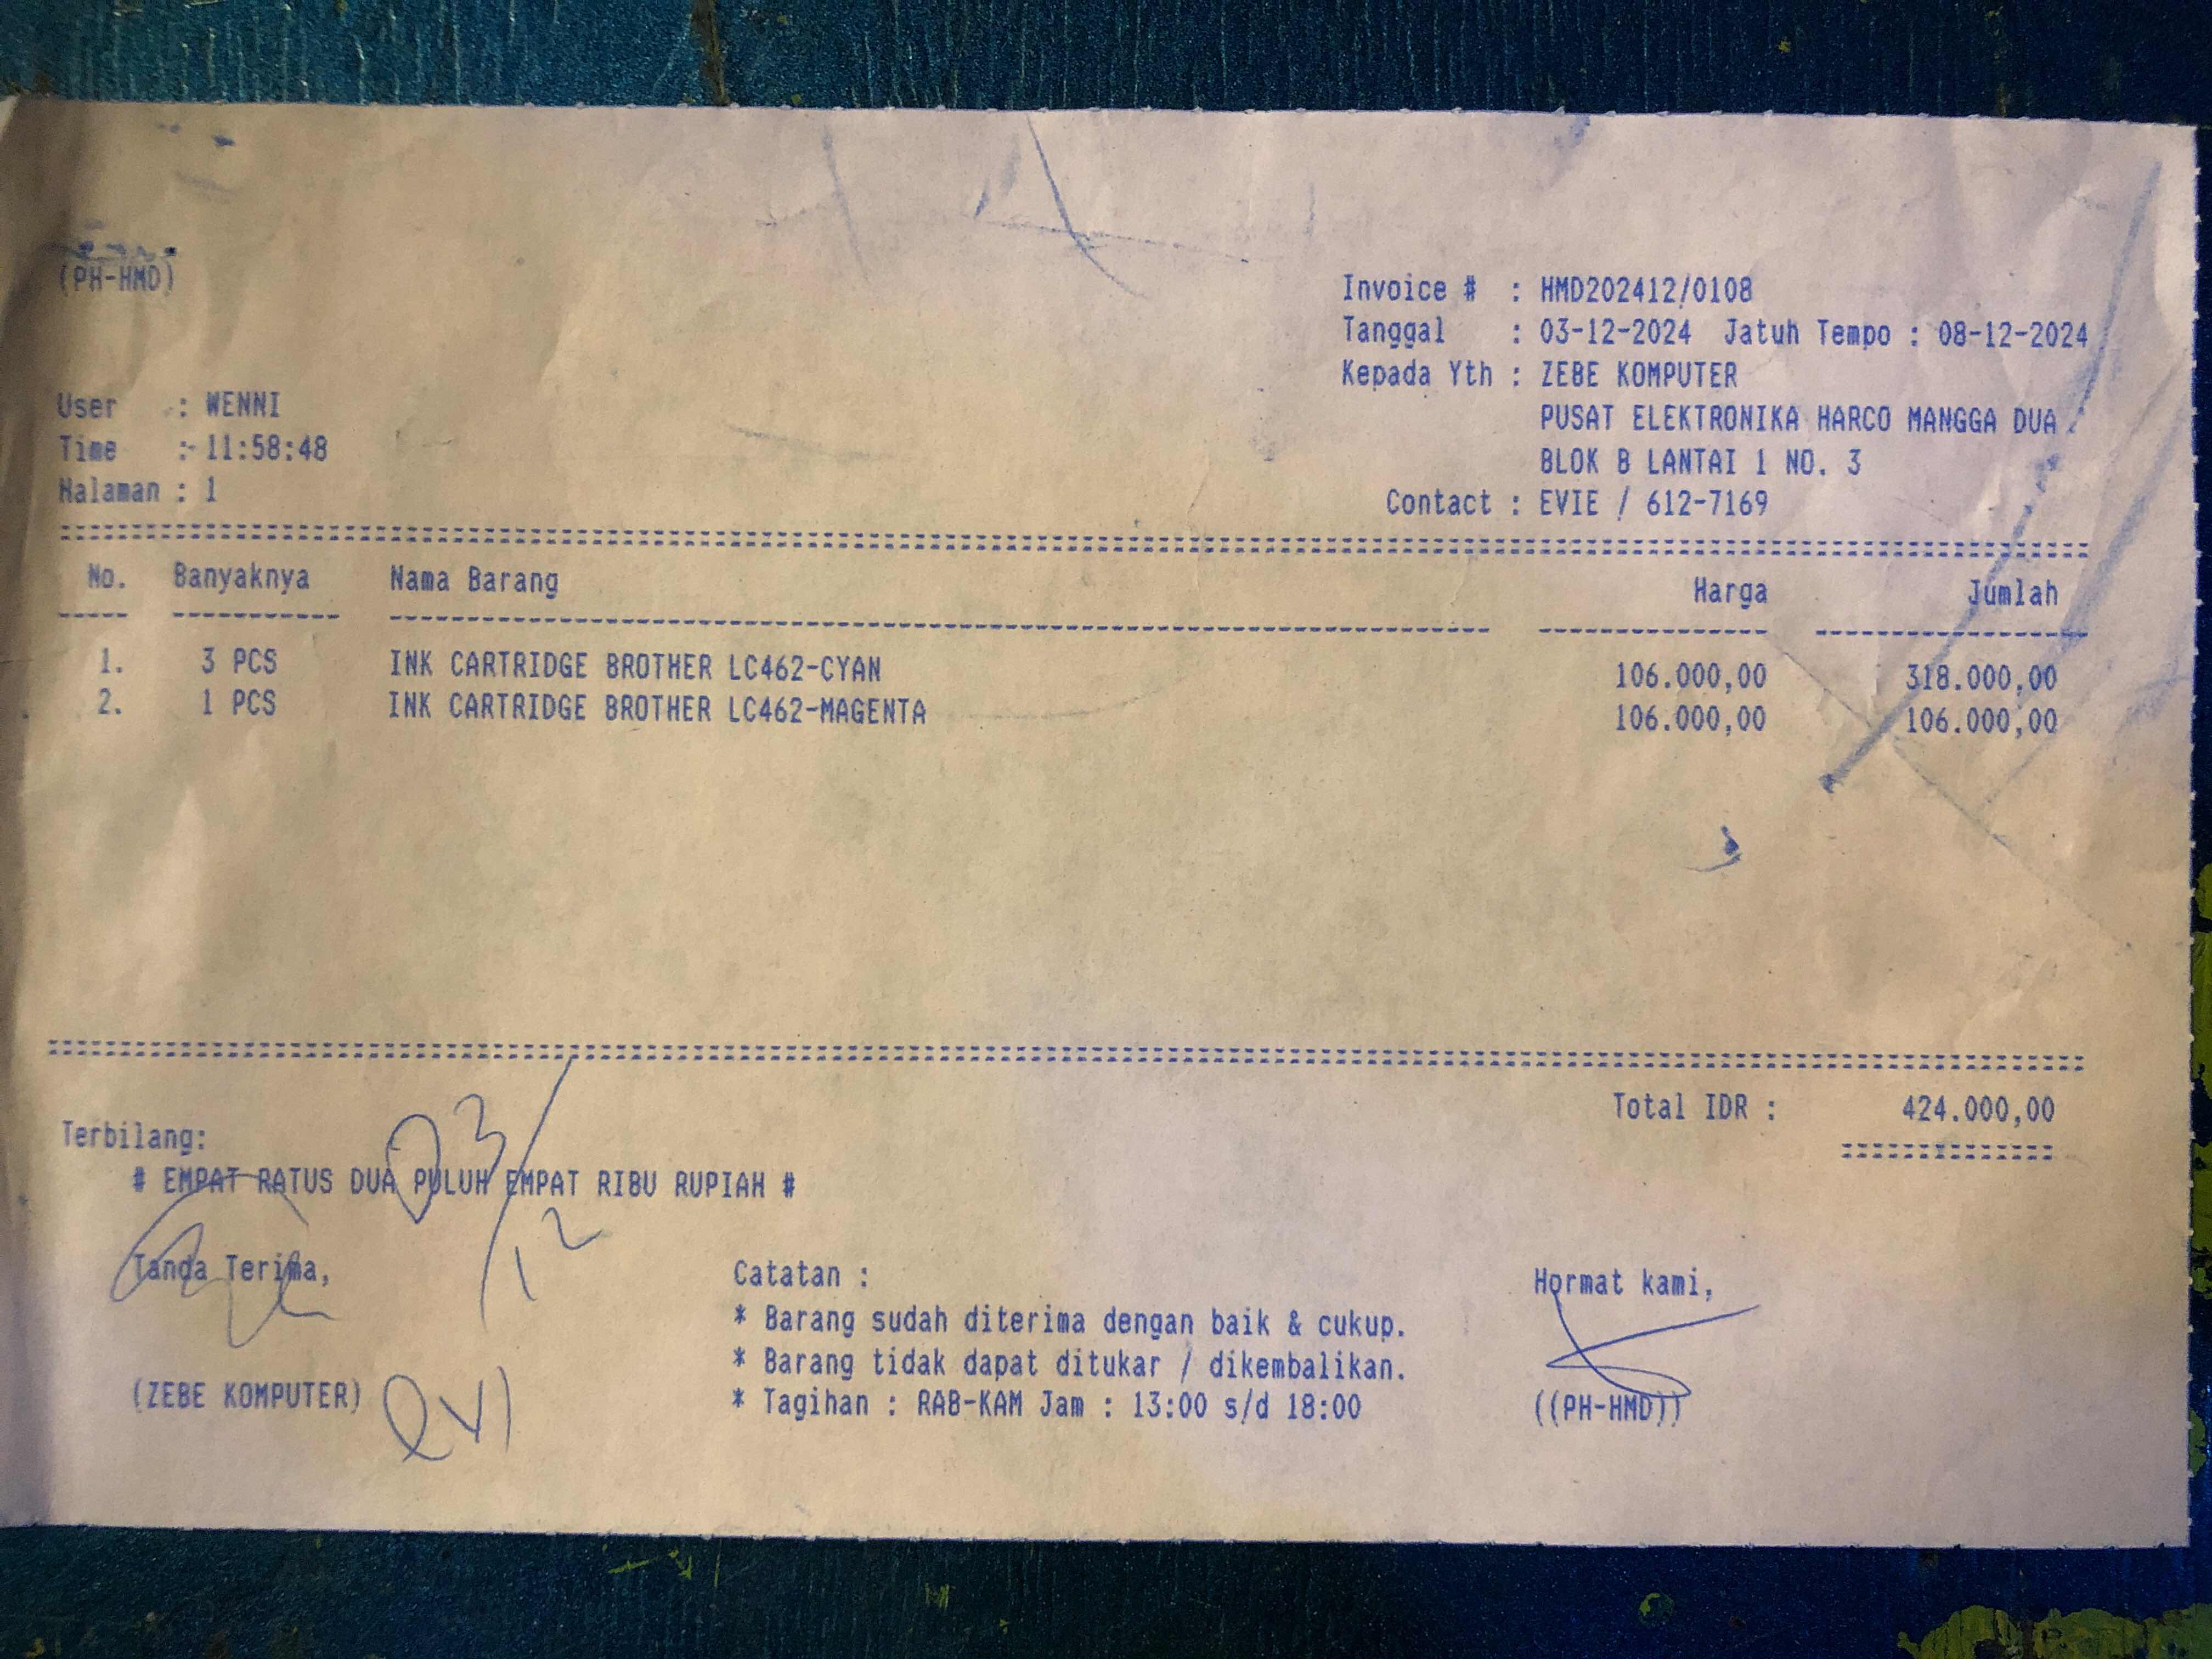 (PH-HMD)
Invoice # : HMD202412/0108
Tanggal : 03-12-2024 Jatuh Tempo : 08-12-2024
Kepada Yth : ZEBE KOMPUTER
PUSAT ELEKTRONIKA HARCO MANGGA DUA
BLOK B LANTAI 1 NO. 3
Contact : EVIE / 612-7169
User : WENNI
Time : 11:58:48
Halaman : 1
No. Banyaknya Nama Barang Harga Jumlah
1. 3 PCS INK CARTRIDGE BROTHER LC462-CYAN 106.000,00 318.000,00
2. 1 PCS INK CARTRIDGE BROTHER LC462-MAGENTA 106.000,00 106.000,00
Total IDR : 424.000,00
Terbilang:
# EMPAT RATUS DUA PULUH EMPAT RIBU RUPIAH #
03/12
Tanda Terima,
(ZEBE KOMPUTER)
evi
Catatan :
* Barang sudah diterima dengan baik & cukup.
* Barang tidak dapat ditukar / dikembalikan.
* Tagihan : RAB-KAM Jam : 13:00 s/d 18:00
Hormat kami,
((PH-HMD))